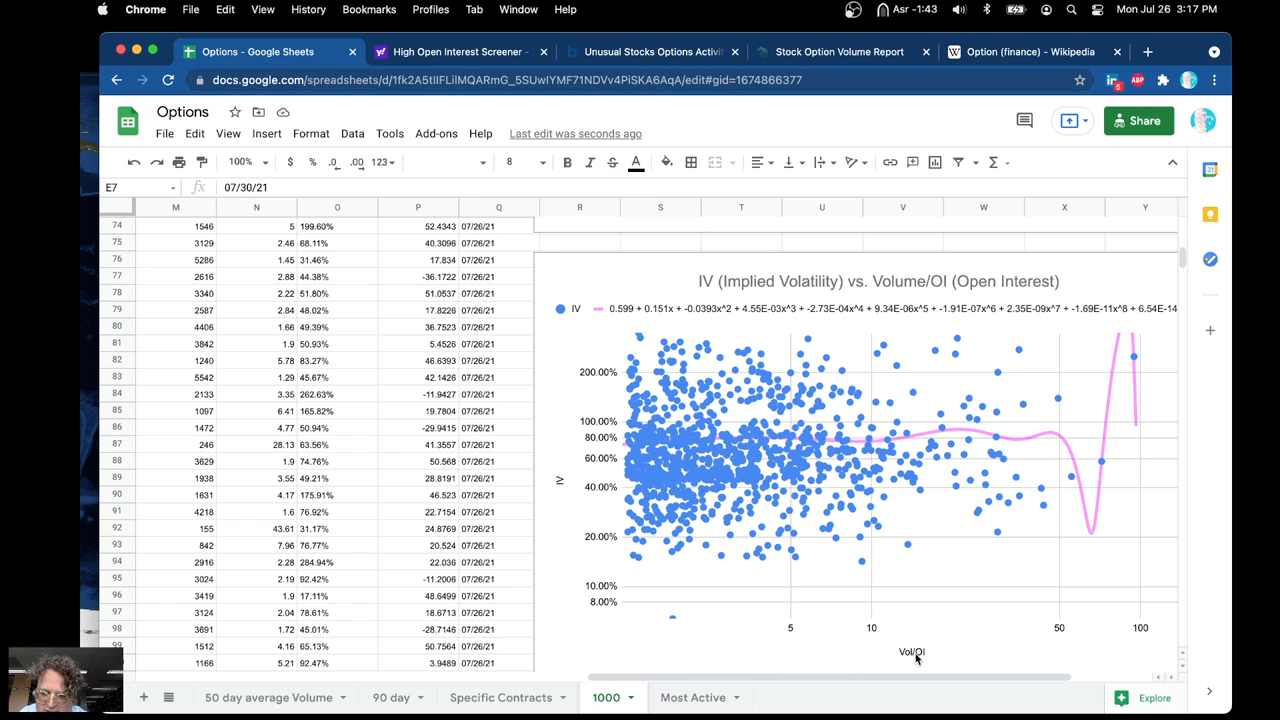 Chrome File Edit View History Bookmarks Profiles Tab Window Help Asr -1:43 Mon Jul 26 3:17 PM
Options - Google Sheets × High Open Interest Screener - × Unusual Stocks Options Activit × Stock Option Volume Report × Option (finance) - Wikipedia × +
docs.google.com/spreadsheets/d/1fk2A5tIIFLilMQARmG_5SUwIYMF71NDVv4PiSKA6AqA/edit#gid=1674866377 5 ABP
Options
Share
File Edit View Insert Format Data Tools Add-ons Help Last edit was seconds ago
100% $ % .0 .00 123 8 B I S A
31
E7 fx 07/30/21
M N O P Q R S T U V W X Y
74 1546 5 199.60% 52.4343 07/26/21
75 3129 2.46 68.11% 40.3096 07/26/21
76 5286 1.45 31.46% 17.834 07/26/21
77 2616 2.88 44.38% -36.1722 07/26/21
78 3340 2.22 51.80% 51.0537 07/26/21
79 2587 2.84 48.02% 17.8226 07/26/21
80 4406 1.66 49.39% 36.7523 07/26/21
81 3842 1.9 50.93% 5.4526 07/26/21
82 1240 5.78 83.27% 46.6393 07/26/21
83 5542 1.29 45.67% 42.1426 07/26/21
84 2133 3.35 262.63% -11.9427 07/26/21
85 1097 6.41 165.82% 19.7804 07/26/21
86 1472 4.77 50.94% -29.9415 07/26/21
87 246 28.13 63.56% 41.3557 07/26/21
88 3629 1.9 74.76% 50.568 07/26/21
89 1938 3.55 49.21% 28.8191 07/26/21
90 1631 4.17 175.91% 46.523 07/26/21
91 4218 1.6 76.92% 22.7154 07/26/21
92 155 43.61 31.17% 24.8769 07/26/21
93 842 7.96 76.77% 20.524 07/26/21
94 2916 2.28 284.94% 22.036 07/26/21
95 3024 2.19 92.42% -11.2006 07/26/21
96 3419 1.9 17.11% 48.6499 07/26/21
97 3124 2.04 78.61% 18.6713 07/26/21
98 3691 1.72 45.01% -28.7146 07/26/21
99 1512 4.16 65.13% 50.7564 07/26/21
1166 5.21 92.47% 3.9489 07/26/21
IV (Implied Volatility) vs. Volume/OI (Open Interest)
IV 0.599 + 0.151x + -0.0393x^2 + 4.55E-03x^3 + -2.73E-04x^4 + 9.34E-06x^5 + -1.91E-07x^6 + 2.35E-09x^7 + -1.69E-11x^8 + 6.54E-14
200.00%
100.00%
80.00%
60.00%
IV
40.00%
20.00%
10.00%
8.00%
5 10 50 100
Vol/OI
+ 50 day average Volume 90 day 1000 Most Active Explore